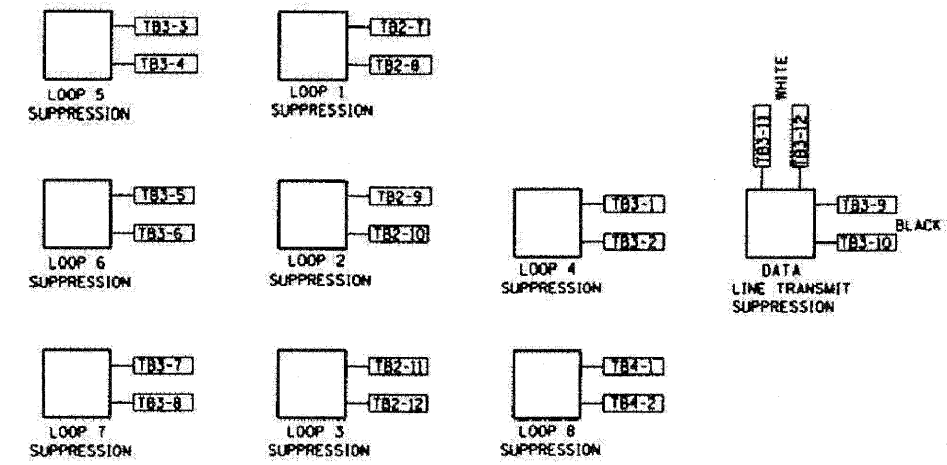 TB3-3
TB3-4
LOOP 5
SUPPRESSION
TB2-7
TB2-8
LOOP 1
SUPPRESSION
WHITE
TB3-11
TB3-12
TB3-9
TB3-10
BLACK
DATA
LINE TRANSMIT
SUPPRESSION
TB3-5
TB3-6
LOOP 6
SUPPRESSION
TB2-9
TB2-10
LOOP 2
SUPPRESSION
TB3-1
TB3-2
LOOP 4
SUPPRESSION
TB3-7
TB3-8
LOOP 7
SUPPRESSION
TB2-11
TB2-12
LOOP 3
SUPPRESSION
TB4-1
TB4-2
LOOP 8
SUPPRESSION